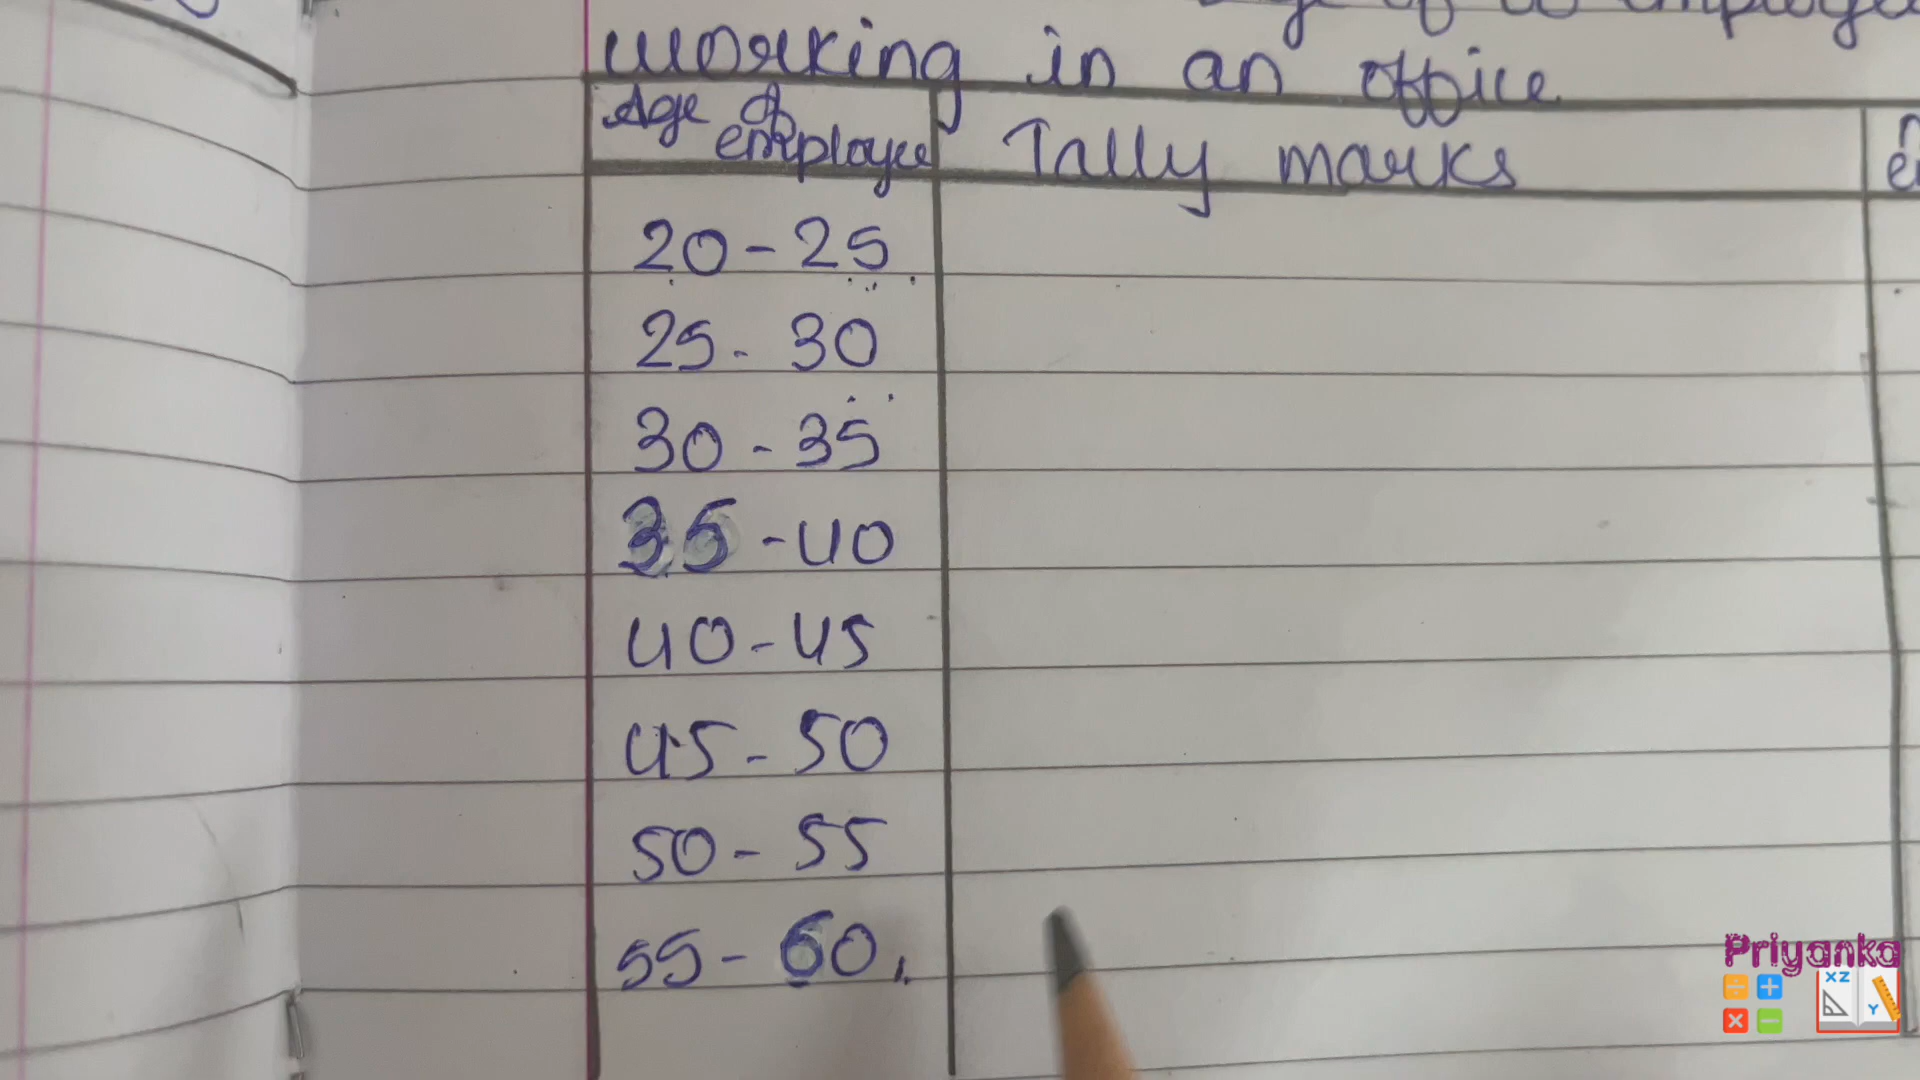 working in an office
Age of employee Tally marks
20-25
25-30
30-35
35-40
40-45
45-50
50-55
55-60
Priyanka
XZ
Y